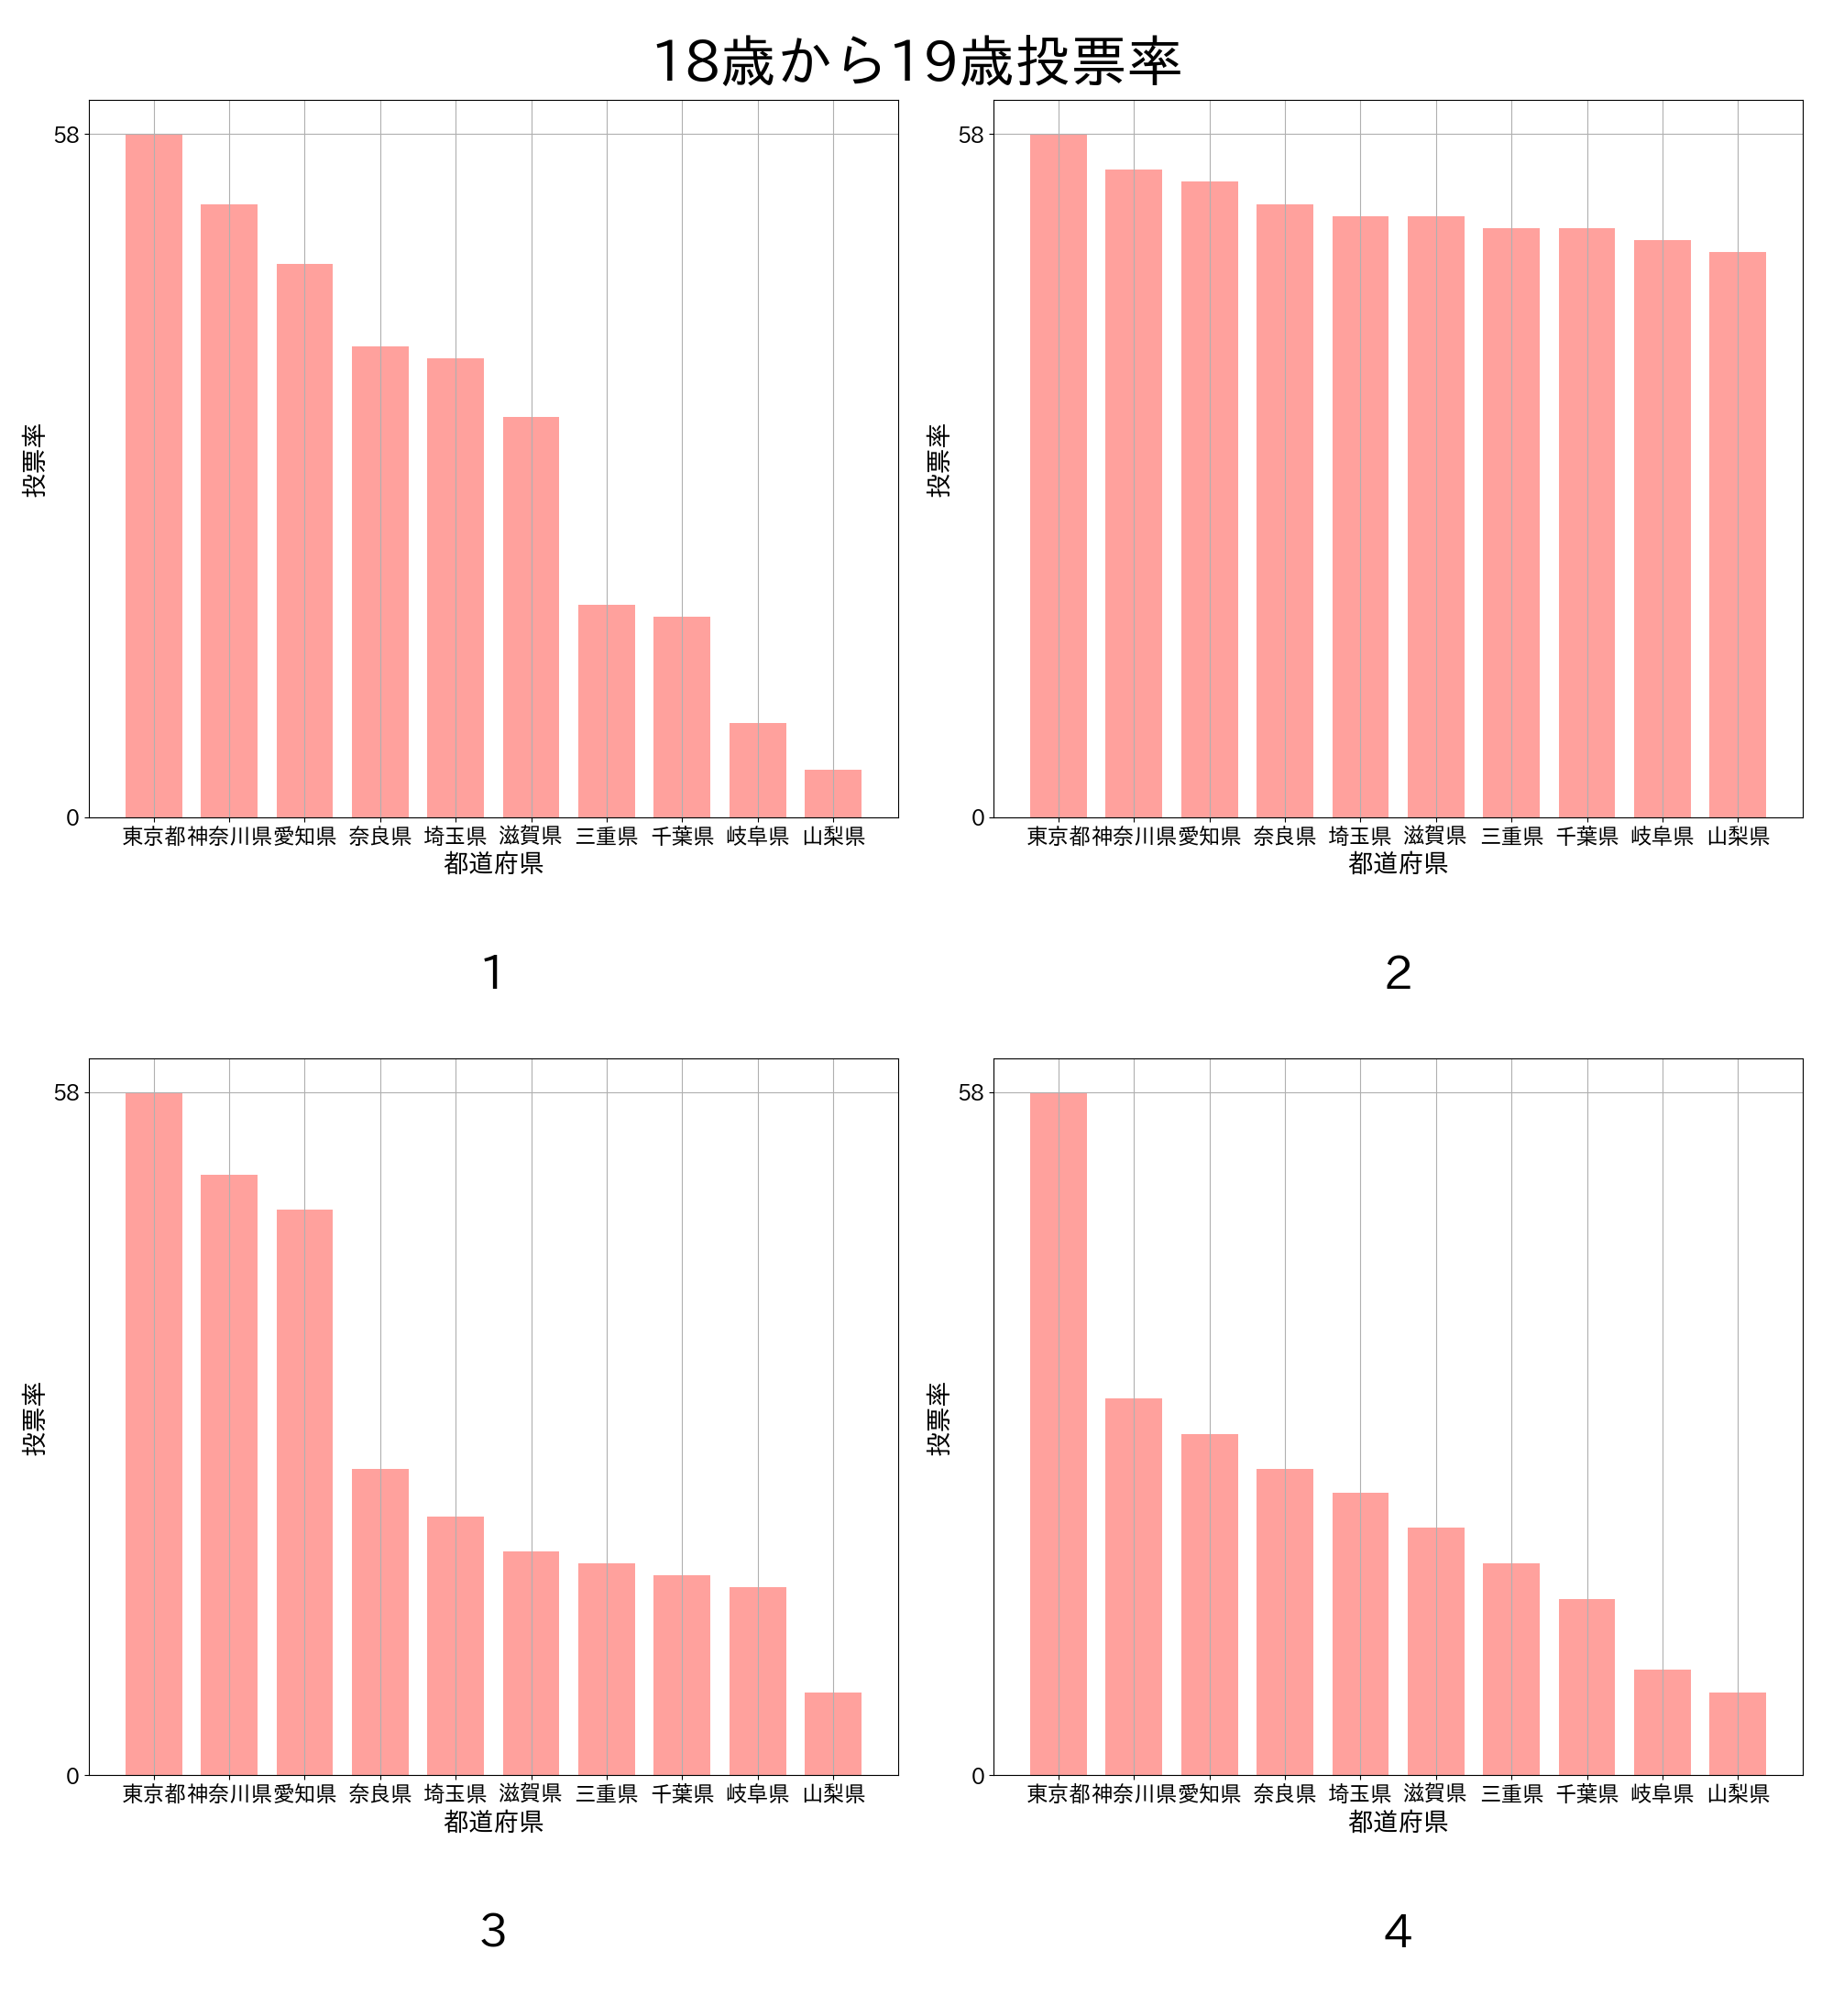 18歳から19歳投票率
58
0
投票率
東京都 神奈川県 愛知県 奈良県 埼玉県 滋賀県 三重県 千葉県 岐阜県 山梨県
都道府県
1
58
0
投票率
東京都 神奈川県 愛知県 奈良県 埼玉県 滋賀県 三重県 千葉県 岐阜県 山梨県
都道府県
2
58
0
投票率
東京都 神奈川県 愛知県 奈良県 埼玉県 滋賀県 三重県 千葉県 岐阜県 山梨県
都道府県
3
58
0
投票率
東京都 神奈川県 愛知県 奈良県 埼玉県 滋賀県 三重県 千葉県 岐阜県 山梨県
都道府県
4